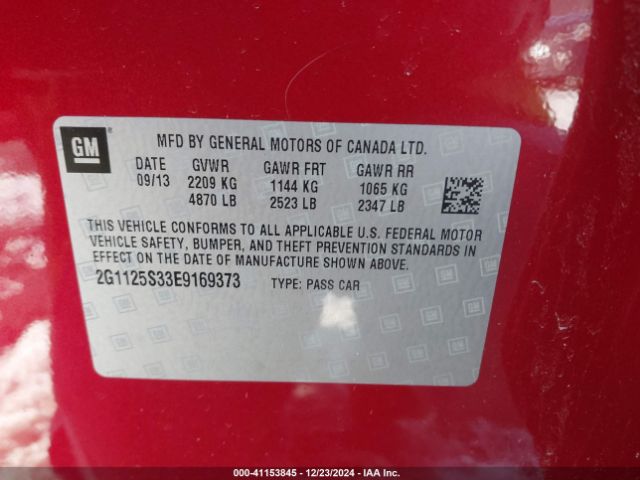 GM
MFD BY GENERAL MOTORS OF CANADA LTD.
DATE GVWR GAWR FRT GAWR RR
09/13 2209 KG 1144 KG 1065 KG
4870 LB 2523 LB 2347 LB
THIS VEHICLE CONFORMS TO ALL APPLICABLE U.S. FEDERAL MOTOR
VEHICLE SAFETY, BUMPER, AND THEFT PREVENTION STANDARDS IN
EFFECT ON THE DATE OF MANUFACTURE SHOWN ABOVE.
2G1125S33E9169373 TYPE: PASS CAR
000-41153845 - 12/23/2024 - IAA Inc.